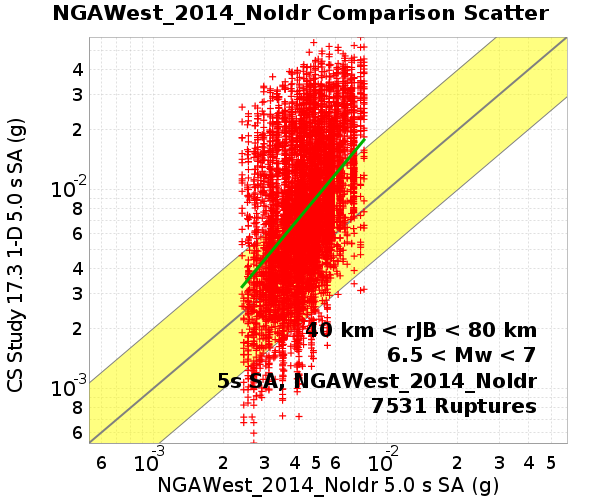 NGAWest_2014_NoIdr Comparison Scatter
4
3
2
10⁻²
8
6
4
3
2
10⁻³
8
6
CS Study 17.3 1-D 5.0 s SA (g)
40 km < rJB < 80 km
6.5 < Mw < 7
5s SA, NGAWest_2014_NoIdr
7531 Ruptures
6 10⁻³ 2 3 4 5 6 10⁻² 2 3 4 5
NGAWest_2014_NoIdr 5.0 s SA (g)